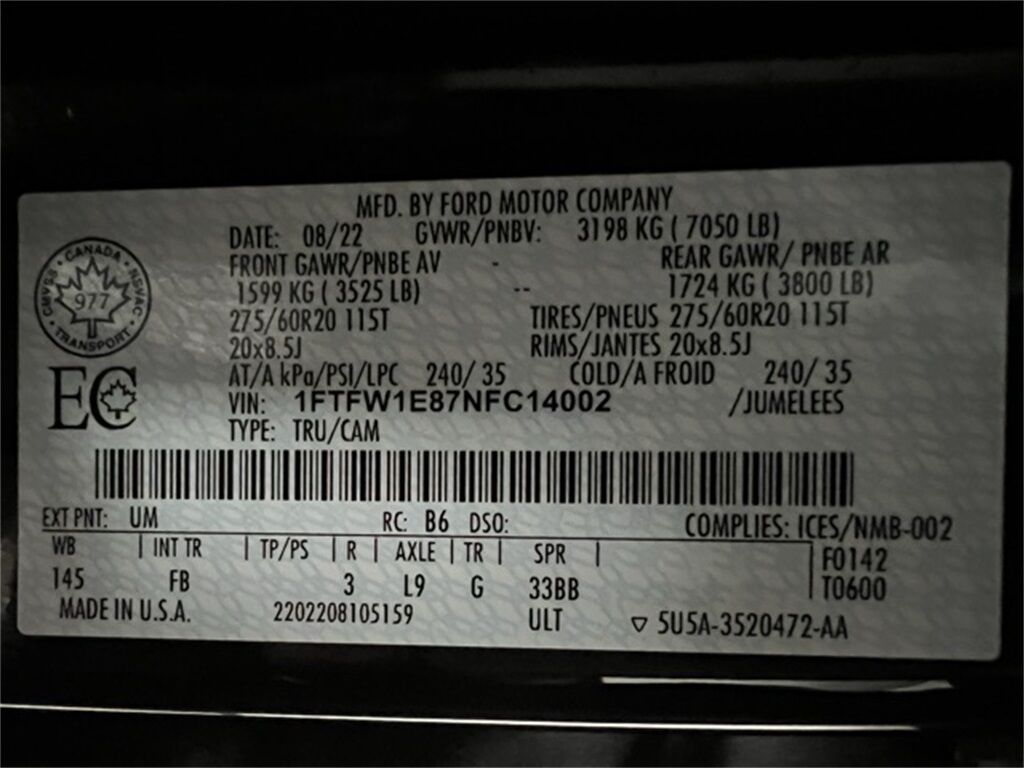 MFD. BY FORD MOTOR COMPANY
DATE: 08/22 GVWR/PNBV: 3198 KG ( 7050 LB)
FRONT GAWR/PNBE AV REAR GAWR/ PNBE AR
1599 KG ( 3525 LB) 1724 KG ( 3800 LB)
275/60R20 115T TIRES/PNEUS 275/60R20 115T
20x8.5J RIMS/JANTES 20x8.5J
AT/A kPa/PSI/LPC 240/ 35 COLD/A FROID 240/ 35
VIN: 1FTFW1E87NFC14002 /JUMELEES
TYPE: TRU/CAM
CANADA
CMVSS NSVAC
977
TRANSPORT
EC
EXT PNT: UM RC: B6 DSO: COMPLIES: ICES/NMB-002
WB | INT TR | TP/PS | R | AXLE | TR | SPR | F0142
145 FB 3 L9 G 33BB T0600
MADE IN U.S.A. 2202208105159 ULT ▽ 5U5A-3520472-AA